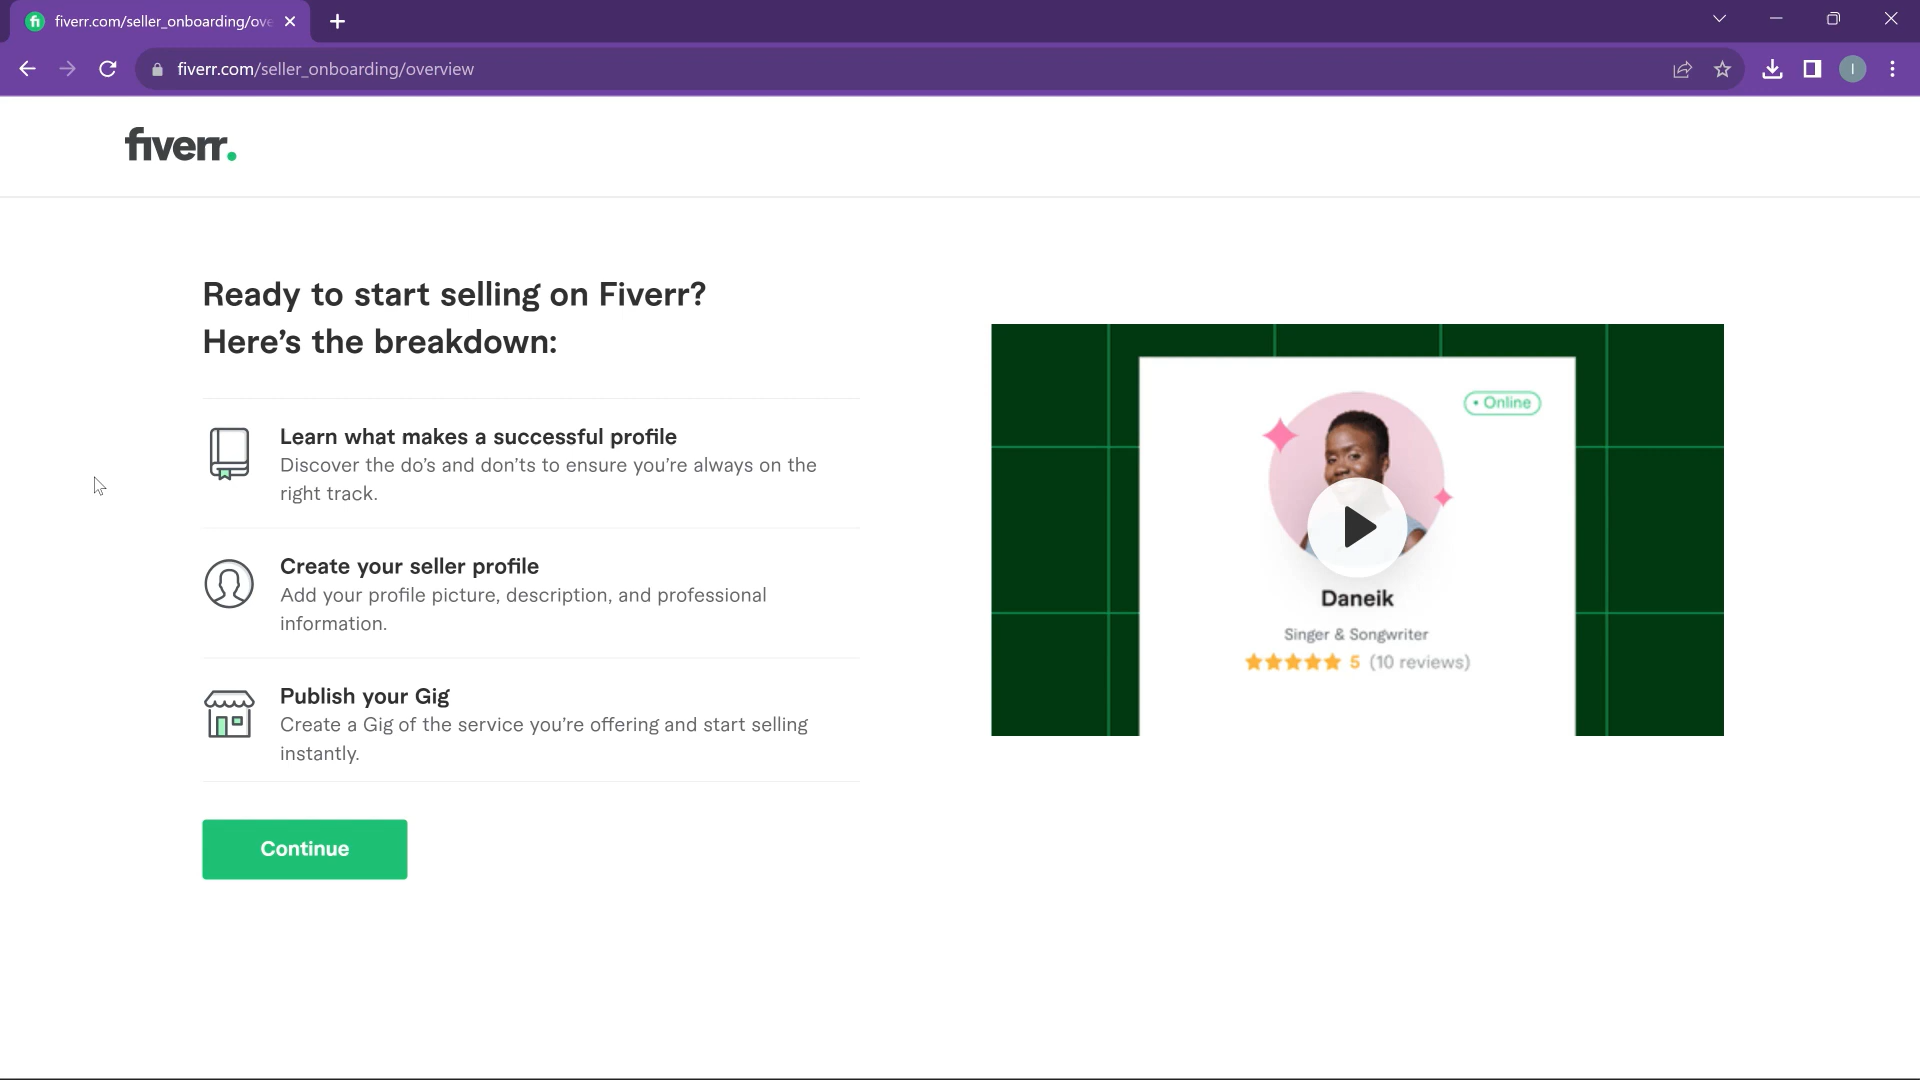 fiverr.com/seller_onboarding/ove
fiverr.com/seller_onboarding/overview
I
fiverr.
Ready to start selling on Fiverr?
Here’s the breakdown:
Learn what makes a successful profile
Discover the do’s and don’ts to ensure you’re always on the
right track.
Create your seller profile
Add your profile picture, description, and professional
information.
Publish your Gig
Create a Gig of the service you’re offering and start selling
instantly.
Continue
• Online
Daneik
Singer & Songwriter
5 (10 reviews)